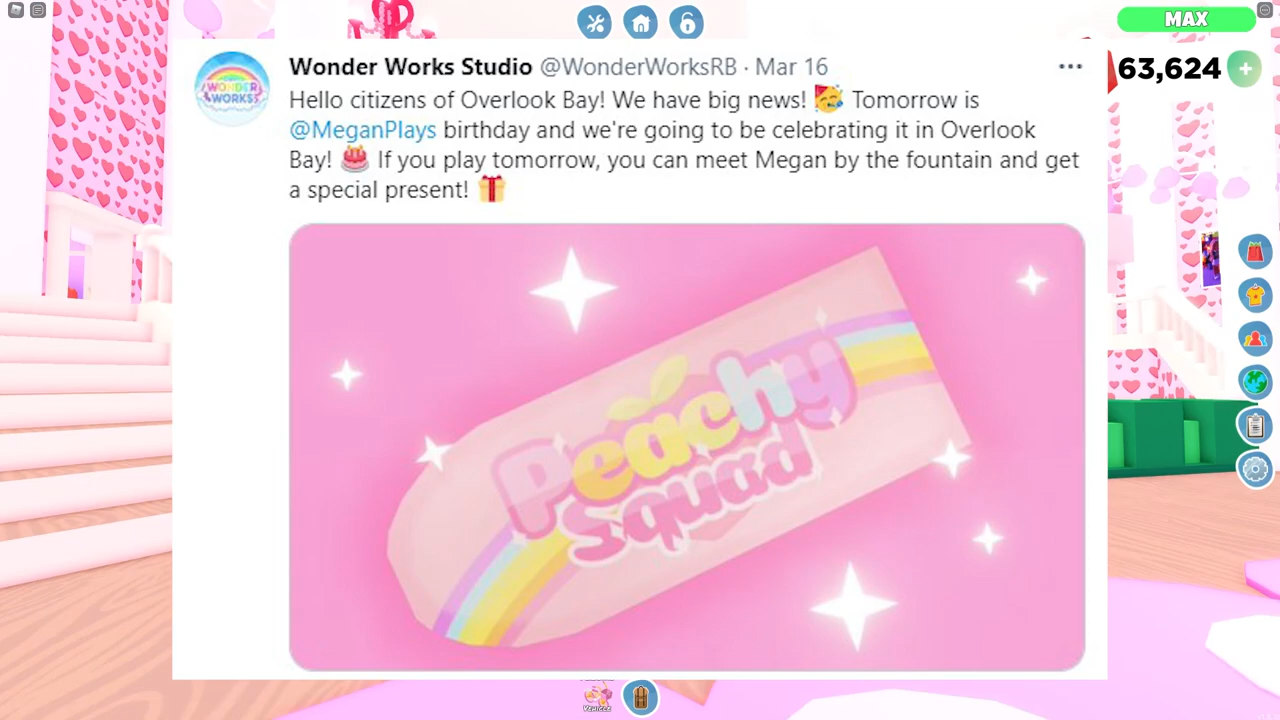 MAX
63,624
Wonder Works Studio @WonderWorksRB · Mar 16
Hello citizens of Overlook Bay! We have big news! 🥳 Tomorrow is
@MeganPlays birthday and we're going to be celebrating it in Overlook
Bay! 🎂 If you play tomorrow, you can meet Megan by the fountain and get
a special present! 🎁
WONDER
WORKS
Peachy
Squad